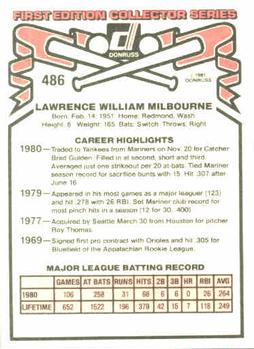 FIRST EDITION COLLECTOR SERIES
DONRUSS
486
© 1981 DONRUSS
LAWRENCE WILLIAM MILBOURNE
Born: Feb. 14, 1951 Home: Redmond, Wash
Height: 6 Weight: 165 Bats: Switch Throws, Right
CAREER HIGHLIGHTS
1980—Traded to Yankees from Mariners on Nov. 20 for Catcher
Brad Gulden. Filled in at second, short and third.
Averaged just one strikeout per 20 at bats. Tied Mariner
season record for sacrifice bunts with 15. Hit .307 after
June 16
1979—Appeared in his most games as a major leaguer (123)
and hit .278 with 26 RBI. Set Mariner club record for
most pinch hits in a season (12 for 30, .400)
1977—Acquired by Seattle March 30 from Houston for pitcher
Roy Thomas.
1969—Signed first pro contract with Orioles and hit .305 for
Bluefield of the Appalachian Rookie League.
MAJOR LEAGUE BATTING RECORD
GAMES AT BATS RUNS HITS 2B 3B HR RBI AVG
1980 106 258 31 68 6 6 0 26 264
LIFETIME 652 1522 196 379 42 15 7 118 .249